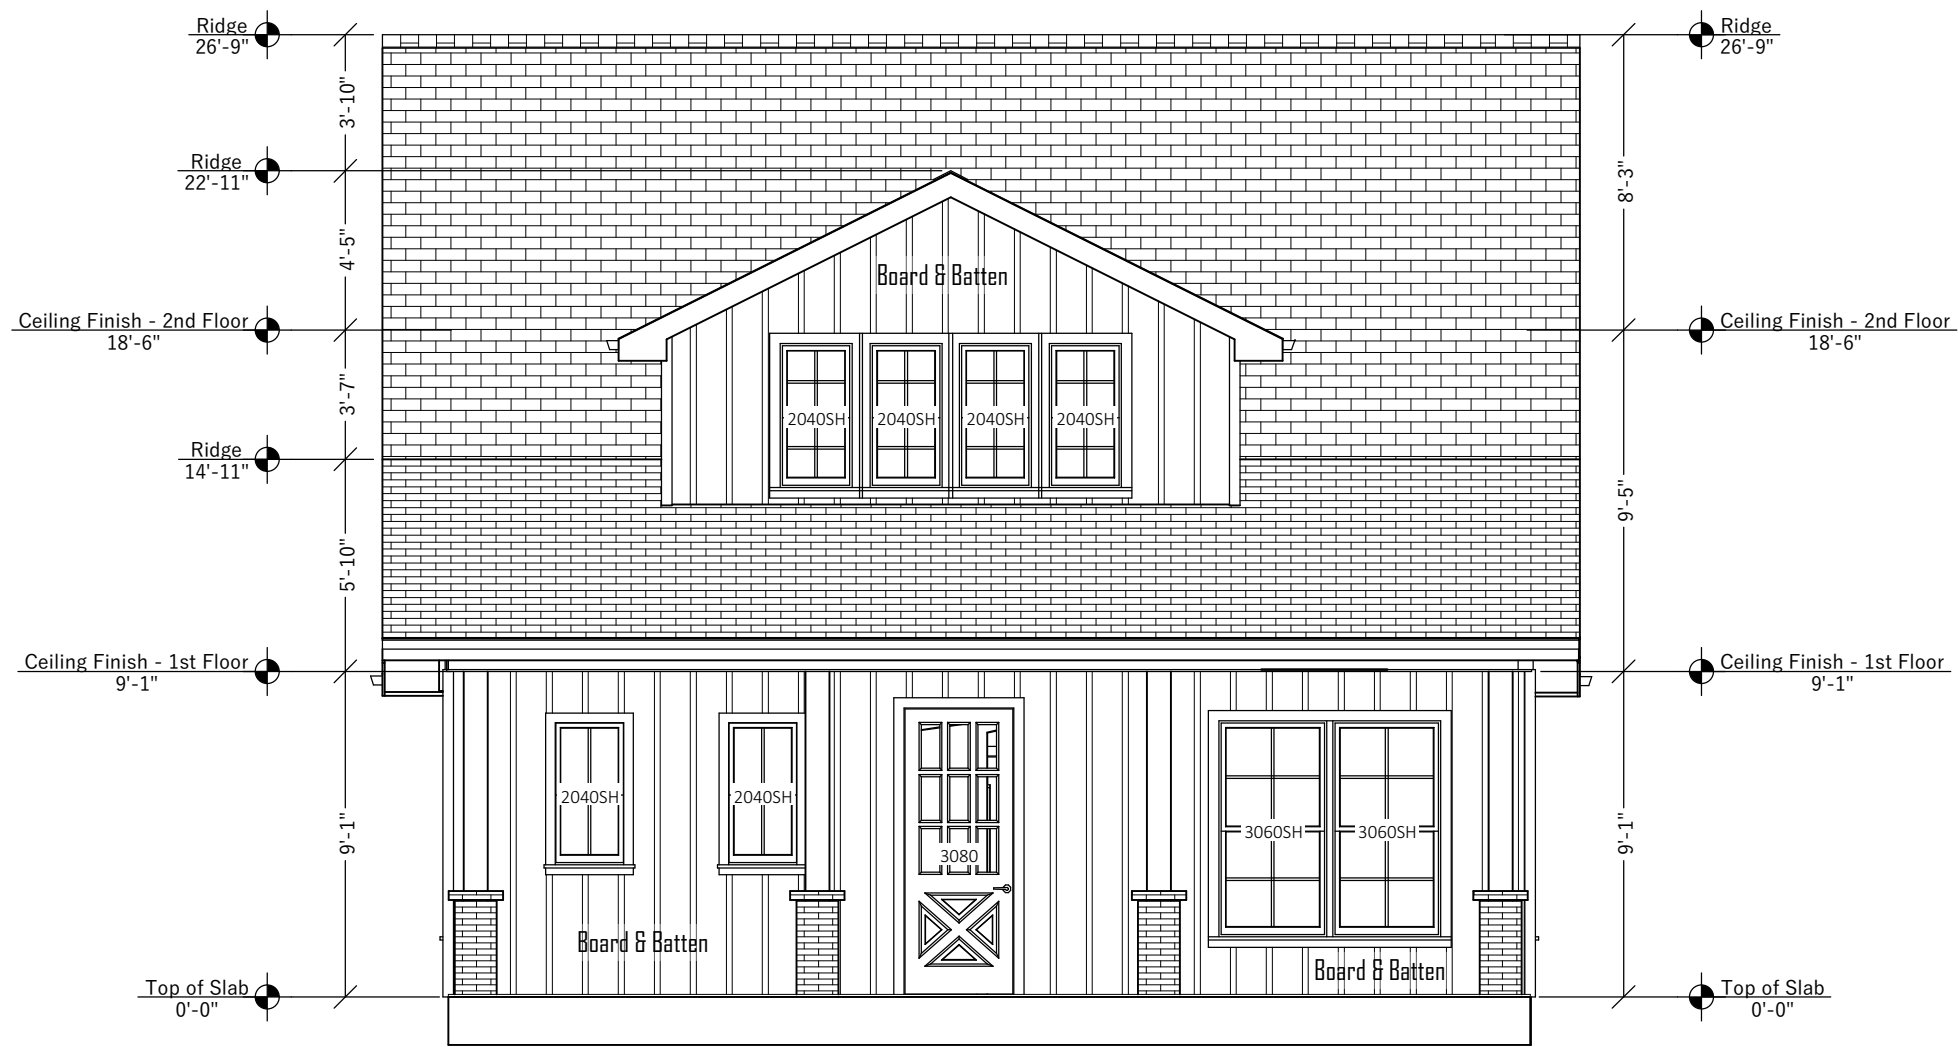 Ridge
26'-9"
Ridge
26'-9"
3'-10"
Ridge
22'-11"
8'-3"
4'-5"
Board & Batten
Ceiling Finish - 2nd Floor
18'-6"
Ceiling Finish - 2nd Floor
18'-6"
3'-7"
2040SH
2040SH
2040SH
2040SH
Ridge
14'-11"
9'-5"
5'-10"
Ceiling Finish - 1st Floor
9'-1"
Ceiling Finish - 1st Floor
9'-1"
2040SH
2040SH
9'-1"
3060SH
3060SH
9'-1"
3080
Board & Batten
Board & Batten
Top of Slab
0'-0"
Top of Slab
0'-0"